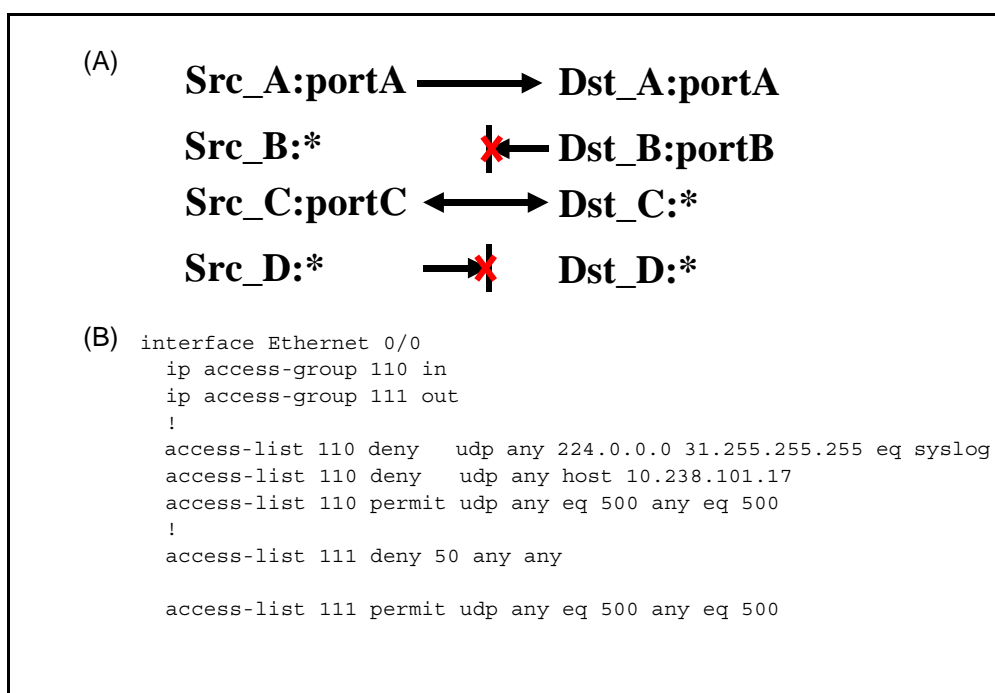 (A)
Src_A:portA Dst_A:portA
Src_B:* Dst_B:portB
Src_C:portC Dst_C:*
Src_D:* Dst_D:*
(B) interface Ethernet 0/0
ip access-group 110 in
ip access-group 111 out
!
access-list 110 deny   udp any 224.0.0.0 31.255.255.255 eq syslog
access-list 110 deny   udp any host 10.238.101.17
access-list 110 permit udp any eq 500 any eq 500
!
access-list 111 deny 50 any any
access-list 111 permit udp any eq 500 any eq 500